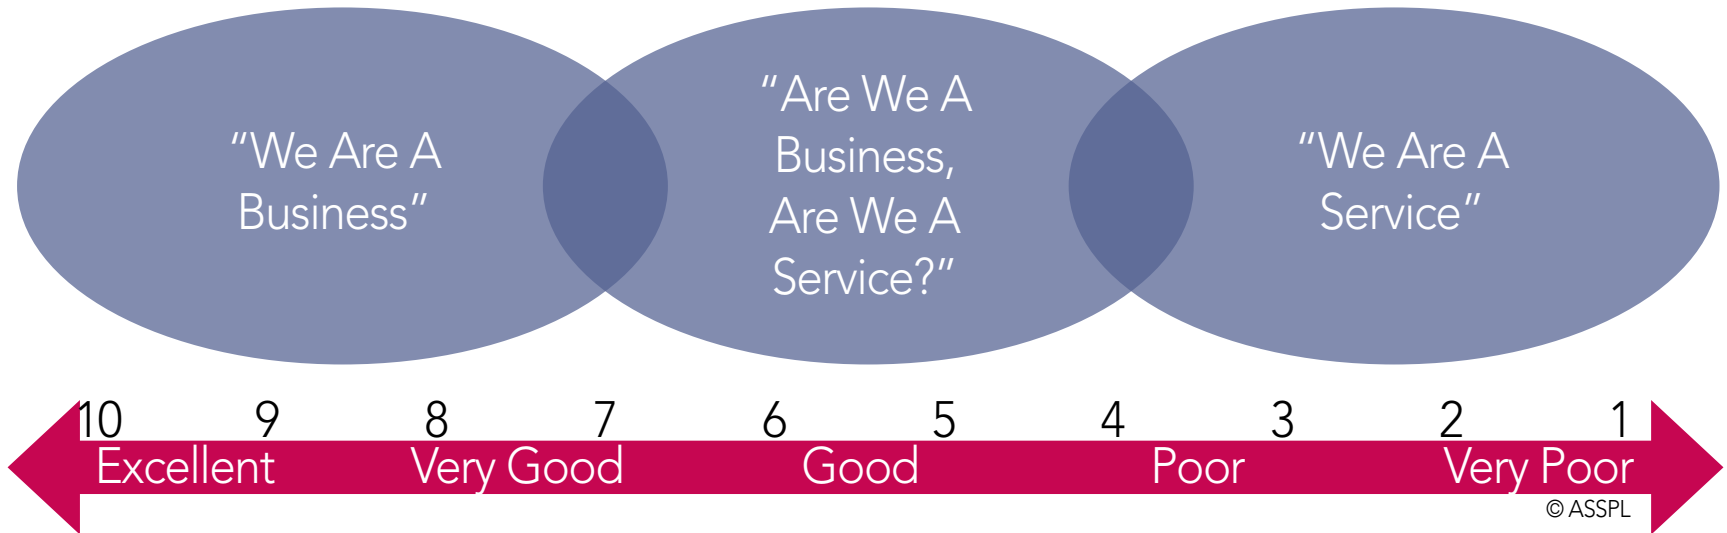 “We Are A
Business”
“Are We A
Business,
Are We A
Service?”
“We Are A
Service”
10 9 8 7 6 5 4 3 2 1
Excellent Very Good Good Poor Very Poor
© ASSPL